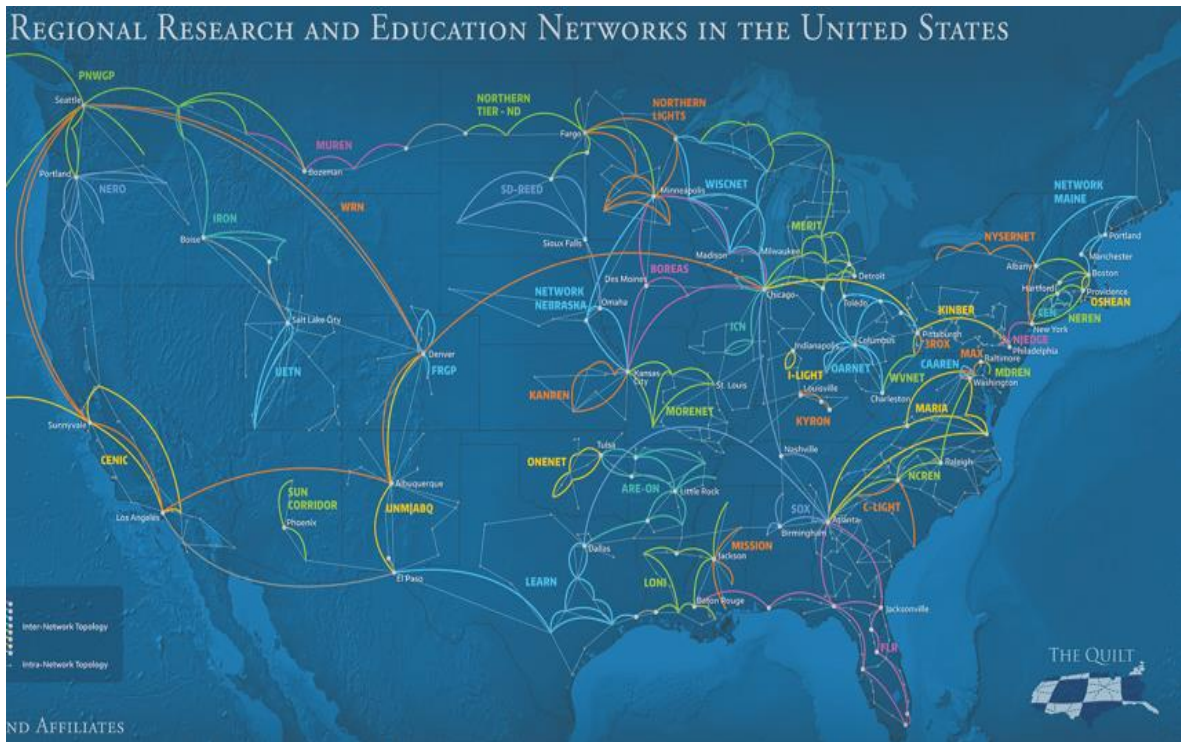 REGIONAL RESEARCH AND EDUCATION NETWORKS IN THE UNITED STATES
PNWGP
Seattle
NORTHERN
TIER - ND
NORTHERN
LIGHTS
Fargo
MUREN
Bozeman
Portland
NERO
SD-REED
Minneapolis
WISCNET
NETWORK
MAINE
WRN
IRON
Boise
Sioux Falls
MERIT
NYSERNET
Portland
Madison
Milwaukee
Manchester
Albany
Boston
Des Moines
BOREAS
Detroit
Hartford
Providence
OSHEAN
NETWORK
NEBRASKA
Omaha
Chicago
Toledo
KINBER
CEN
NEREN
Salt Lake City
ICN
New York
Pittsburgh
NJEDGE
Philadelphia
Indianapolis
Columbus
3ROX
MAX
Baltimore
Denver
FRGP
UETN
I-LIGHT
OARNET
CAAREN
MDREN
WVNET
Washington
Kansas
City
St. Louis
Louisville
KANREN
MORENET
Charleston
MARIA
KYRON
Sunnyvale
CENIC
Tulsa
Nashville
ONENET
Raleigh
NCREN
Albuquerque
ARE-ON
Little Rock
SUN
CORRIDOR
UNM|ABQ
C-LIGHT
SOX
Los Angeles
Phoenix
Atlanta
Birmingham
Dallas
MISSION
Jackson
El Paso
LEARN
LONI
Baton Rouge
Jacksonville
Inter-Network Topology
FLR
THE QUILT
Intra-Network Topology
ND AFFILIATES